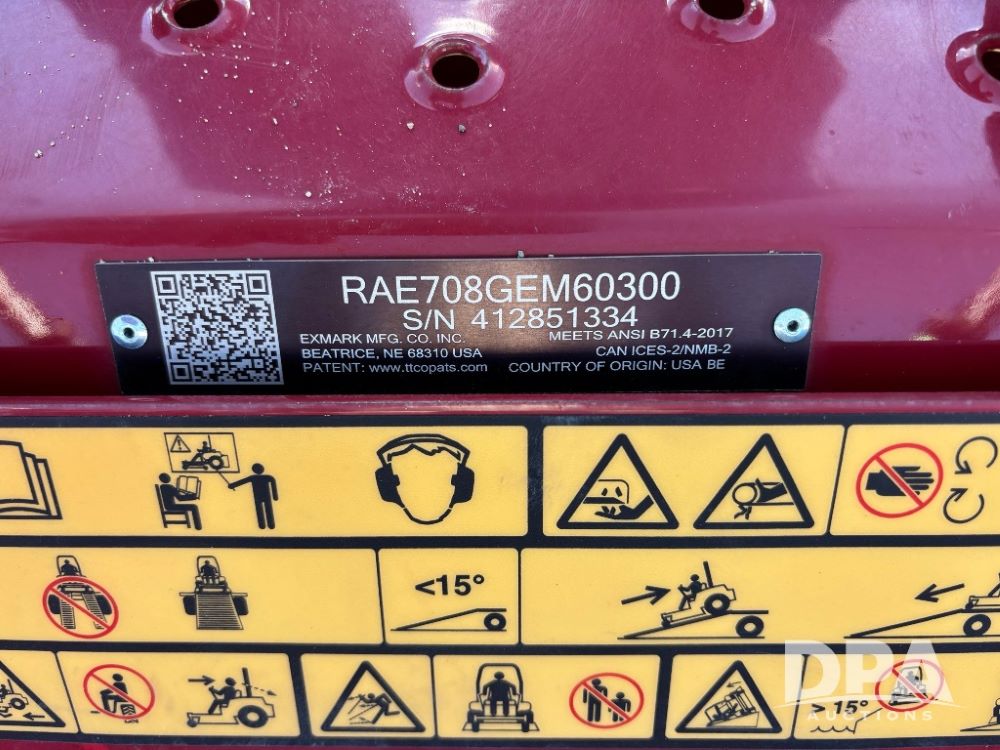 RAE708GEM60300
S/N 412851334
EXMARK MFG. CO. INC. MEETS ANSI B71.4-2017
BEATRICE, NE 68310 USA CAN ICES-2/NMB-2
PATENT: www.ttcopats.com COUNTRY OF ORIGIN: USA BE
<15°
>15°
DPA
AUCTIONS